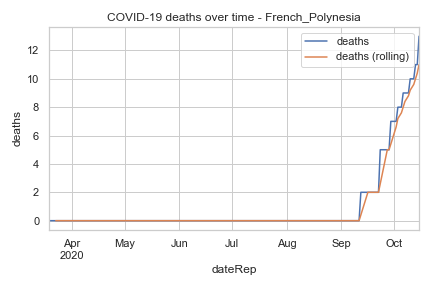 COVID-19 deaths over time - French_Polynesia
deaths
deaths (rolling)
12
10
8
6
4
2
0
deaths
Apr
2020
May
Jun
Jul
Aug
Sep
Oct
dateRep